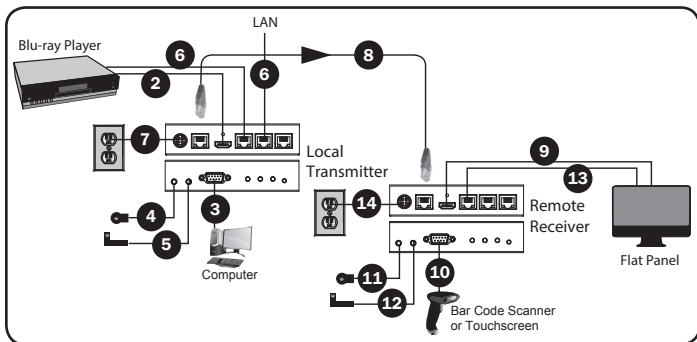 LAN
Blu-ray Player
6
2
6
8
7
Local
Transmitter
9
13
4
3
5
14
Remote
Receiver
Computer
Flat Panel
11
10
12
Bar Code Scanner
or Touchscreen